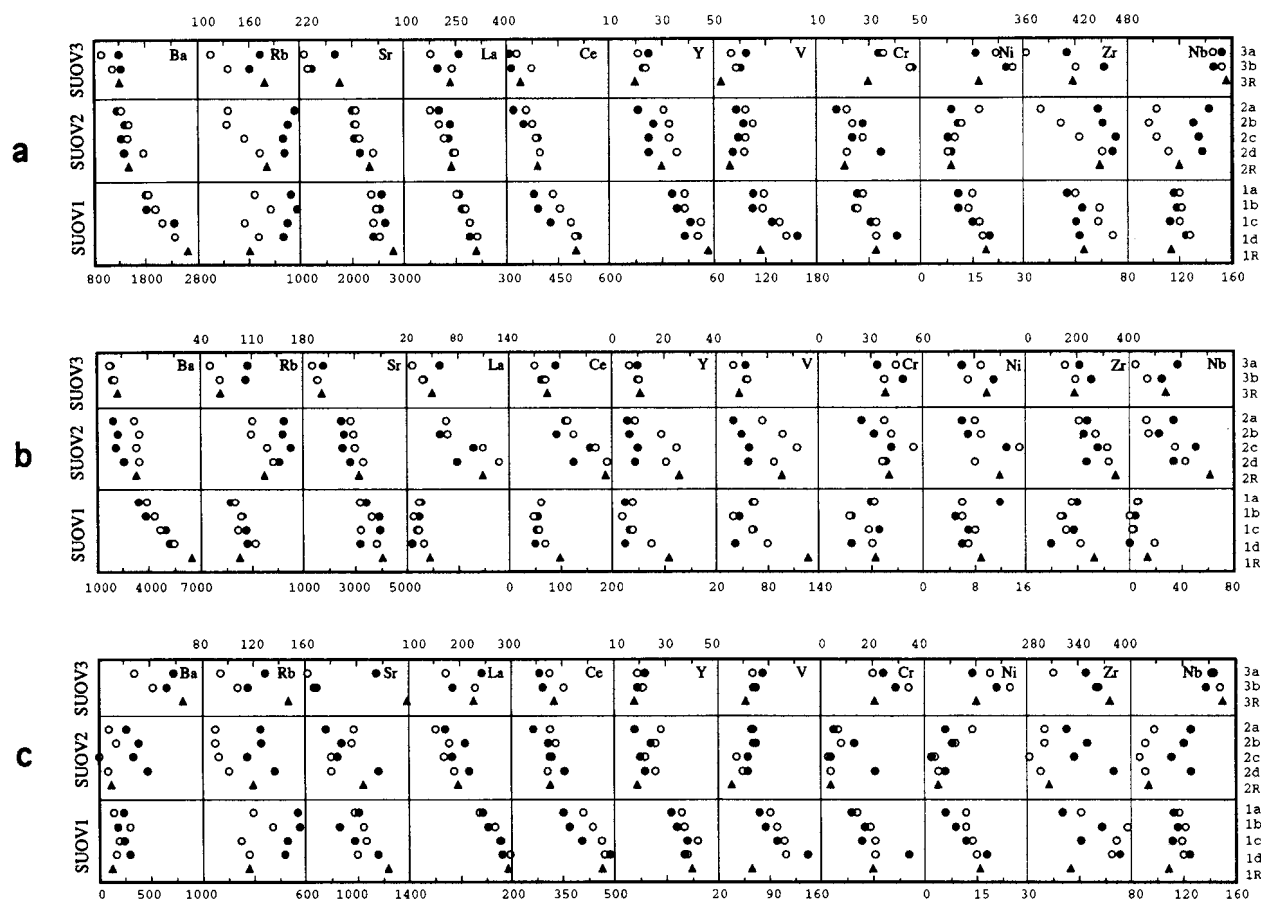 100 160 220 100 250 400 10 30 50 10 30 50 360 420 480
SUOV3 Ba Rb Sr La Ce Y V Cr Ni Zr Nb 3a
3b
3R
a SUOV2 2a
2b
2c
2d
2R
SUOV1 1a
1b
1c
1d
1R
800 1800 2800 1000 2000 3000 300 450 600 60 120 180 0 15 30 80 120 160
40 110 180 20 80 140 0 20 40 0 30 60 0 200 400
SUOV3 Ba Rb Sr La Ce Y V Cr Ni Zr Nb 3a
3b
3R
b SUOV2 2a
2b
2c
2d
2R
SUOV1 1a
1b
1c
1d
1R
1000 4000 7000 1000 3000 5000 0 100 200 20 80 140 0 8 16 0 40 80
80 120 160 100 200 300 10 30 50 0 20 40 280 340 400
SUOV3 Ba Rb Sr La Ce Y V Cr Ni Zr Nb 3a
3b
3R
c SUOV2 2a
2b
2c
2d
2R
SUOV1 1a
1b
1c
1d
1R
0 500 1000 600 1000 1400 200 350 500 20 90 160 0 15 30 80 120 160